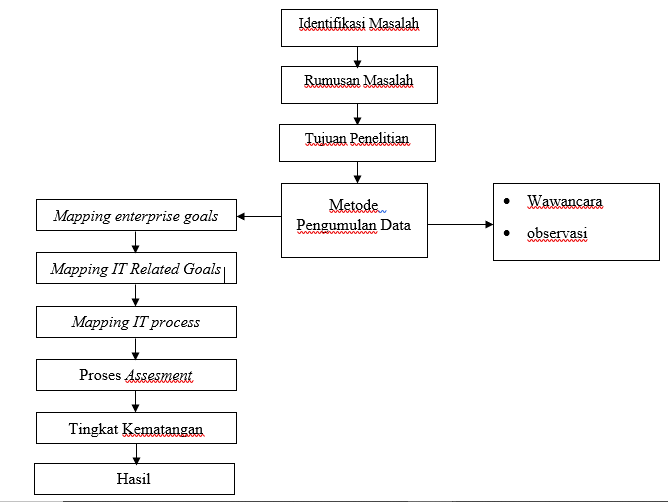 Identifikasi Masalah
Rumusan Masalah
Tujuan Penelitian
Metode
Pengumulan Data
• Wawancara
• observasi
Mapping enterprise goals
Mapping IT Related Goals
Mapping IT process
Proses Assesment
Tingkat Kematangan
Hasil